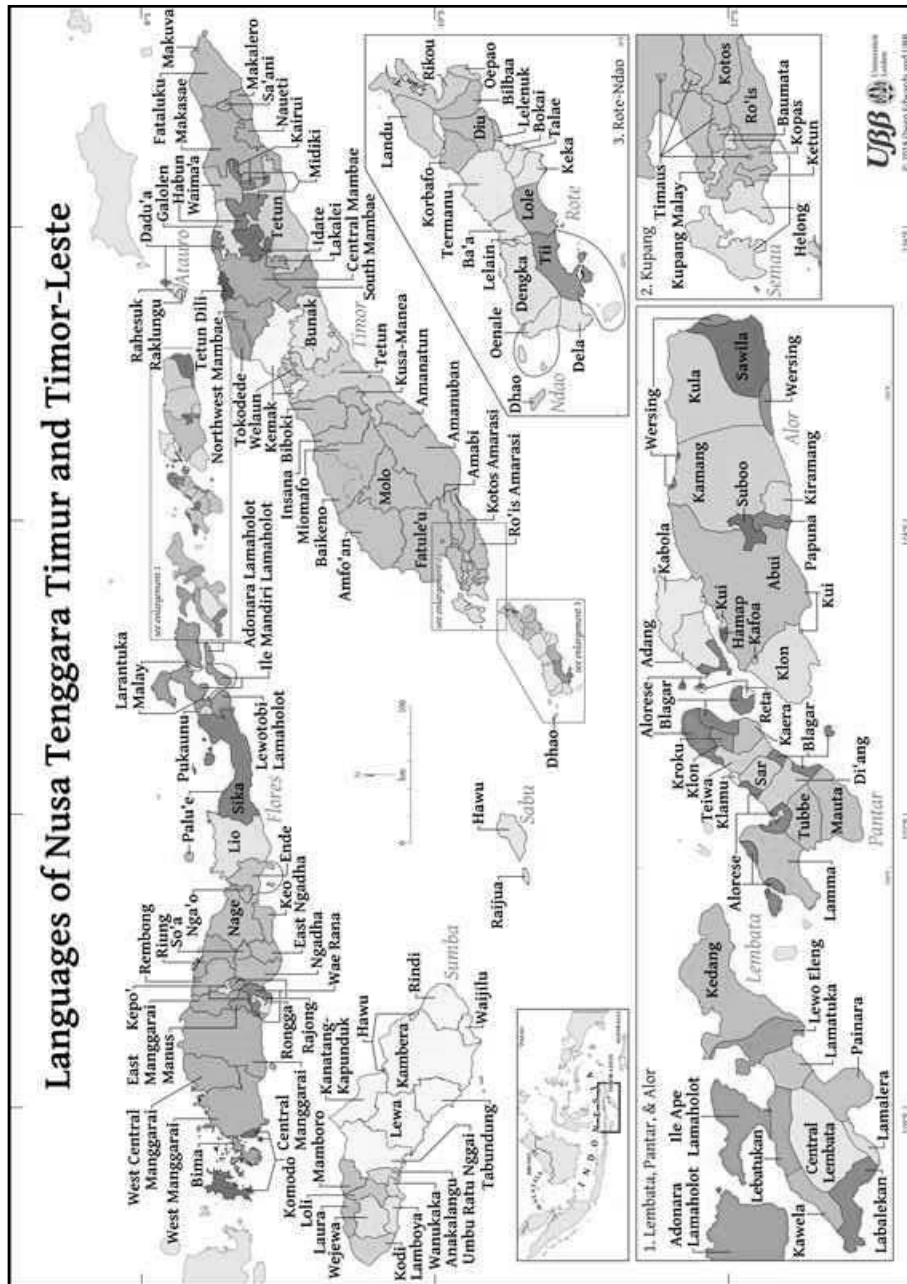 Languages of Nusa Tenggara Timur and Timor-Leste
West Central
Manggarai
West Manggarai
Bima
Komodo
Central
Manggarai
East
Manggarai
Manus
Kepo'
Rembong
Riung
So'a
Nga'o
Nage
Rongga
Rajong
Wae Rana
Ngadha
East Ngadha
Keo
Ende
Lio
Palu'e
Sika
Flores
Pukaunu
Lewotobi-
Lamaholot
Larantuka
Malay
Adonara Lamaholot
Ile Mandiri Lamaholot
see enlargement 1
Rahesuk
Raklungu
Atauro
Dadu'a
Galolen
Habun
Waima'a
Tetun Dili
Northwest Mambae
Tokodede
Welaun
Kemak
Bunak
Fataluku
Makasae
Makuva
Makalero
Sa'ani
Naueti
Kairui
Midiki
Tetun
Idate
Lakalei
Central Mambae
South Mambae
Timor
Insana
Biboki
Miomafo
Baikeno
Amfo'an
Molo
Fatule'u
Tetun
Kusa-Manea
Amanatun
Amanuban
Amabi
Kotos Amarasi
Ro'is Amarasi
see enlargement 3
Dhao
N
0
100
Mamboro
Loli
Laura
Wejewa
Kodi
Lamboya
Wanukaka
Anakalangu
Umbu Ratu Nggai
Tabundung
Lewa
Kanatang-
Kapunduk
Hawu
Kambera
Rindi
Waijilu
Sumba
Hawu
Raijua
Sabu
INDONESIA
1. Lembata, Pantar, & Alor
Adonara
Lamaholot
Ile Ape
Lamaholot
Lebatukan
Kawela
Central
Lembata
Labalekan
Lamalera
Painara
Lamatuka
Lewo Eleng
Kedang
Lembata
Alorese
Lamma
Tubbe
Mauta
Pantar
Di'ang
Sar
Klamu
Teiwa
Klon
Kroku
Blagar
Alorese
Blagar
Kaera
Reta
Adang
Kabola
Kui
Hamap
Kafoa
Klon
Kui
Abui
Papuna
Kiramang
Suboo
Kamang
Wersing
Kula
Sawila
Wersing
Alor
2. Kupang
Timaus
Kupang Malay
Kotos
Ro'is
Baumata
Kopas
Ketun
Helong
Semau
3. Rote-Ndao
Landu
Rikou
Oepao
Bilbaa
Diu
Lelenuk
Bokai
Talae
Keka
Korbafo
Termanu
Ba'a
Lelain
Lole
Tii
Dengka
Oenale
Dela
Dhao
Ndao
Rote
UBB
Universiteit
Leiden